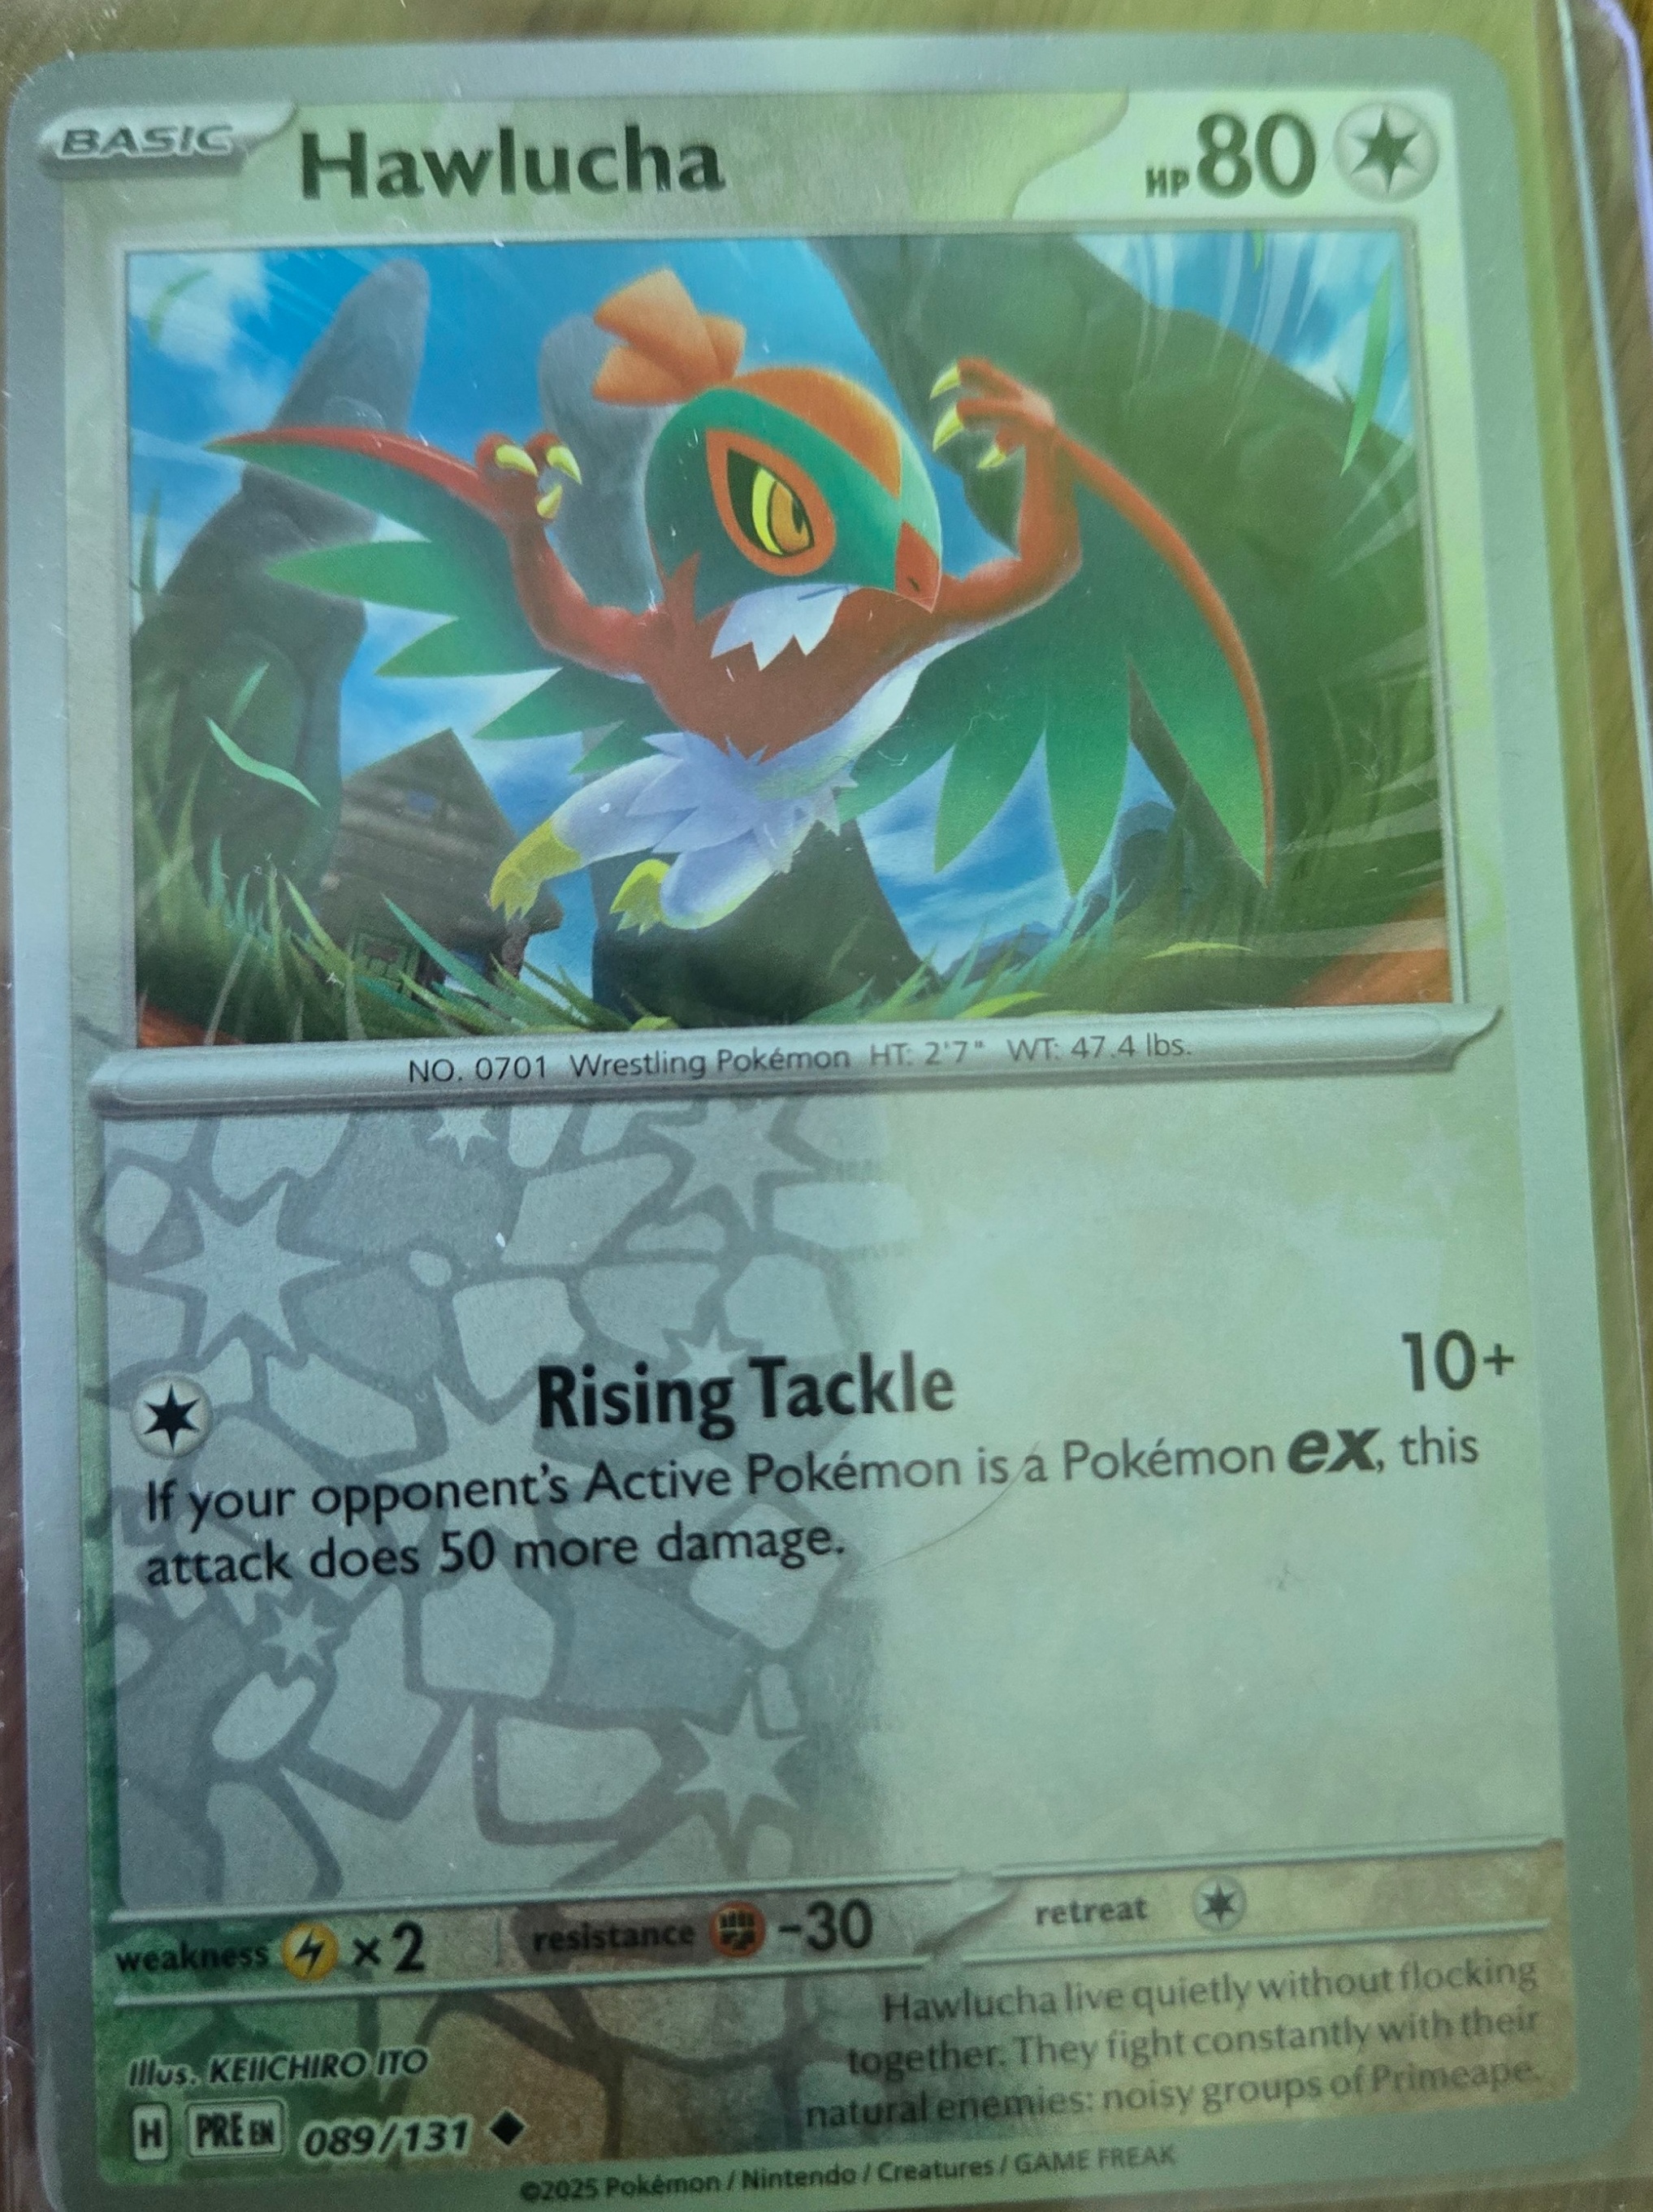 BASIC
Hawlucha
HP 80
NO. 0701 Wrestling Pokémon HT: 2'7" WT: 47.4 lbs.
Rising Tackle 10+
If your opponent's Active Pokémon is a Pokémon ex, this
attack does 50 more damage.
weakness ×2 resistance -30 retreat
Hawlucha live quietly without flocking
together. They fight constantly with their
natural enemies: noisy groups of Primeape.
Illus. KEIICHIRO ITO
H PRE EN 089/131
©2025 Pokémon / Nintendo / Creatures / GAME FREAK